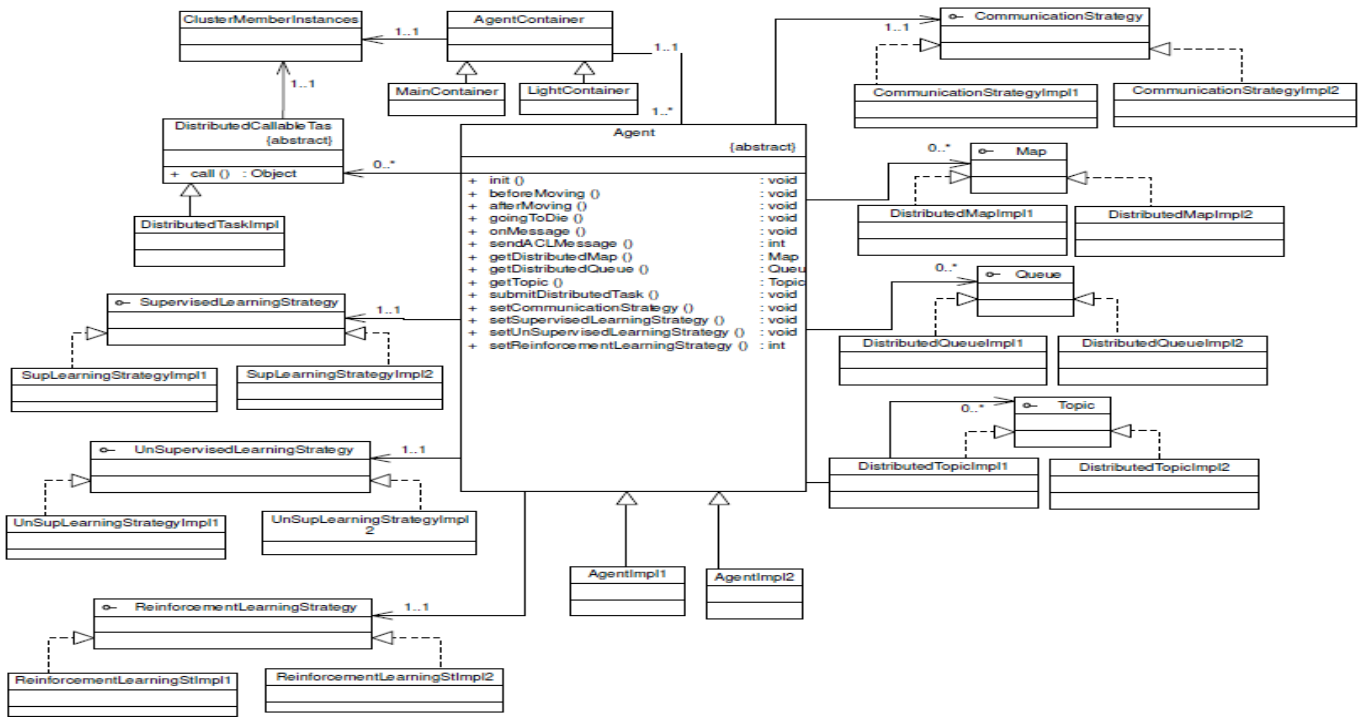 ClusterMemberInstances
1..1
AgentContainer
1..1
1..*
MainContainer
LightContainer
1..1
DistributedCallableTas
{abstract}
+ call () : Object
0..*
DistributedTaskImpl
Agent
{abstract}
+ init () : void
+ beforeMoving () : void
+ afterMoving () : void
+ goingToDie () : void
+ onMessage () : void
+ sendACLMessage () : int
+ getDistributedMap () : Map
+ getDistributedQueue () : Queu
+ getTopic () : Topic
+ submitDistributedTask () : void
+ setCommunicationStrategy () : void
+ setSupervisedLearningStrategy () : void
+ setUnSupervisedLearningStrategy () : void
+ setReinforcementLearningStrategy () : int
CommunicationStrategy
1..1
CommunicationStrategyImpl1
CommunicationStrategyImpl2
0..*
Map
DistributedMapImpl1
DistributedMapImpl2
0..*
Queue
DistributedQueueImpl1
DistributedQueueImpl2
0..*
Topic
DistributedTopicImpl1
DistributedTopicImpl2
SupervisedLearningStrategy
1..1
SupLearningStrategyImpl1
SupLearningStrategyImpl2
UnSupervisedLearningStrategy
1..1
UnSupLearningStrategyImpl1
UnSupLearningStrategyImpl
2
AgentImpl1
AgentImpl2
ReinforcementLearningStrategy
1..1
ReinforcementLearningStImpl1
ReinforcementLearningStImpl2